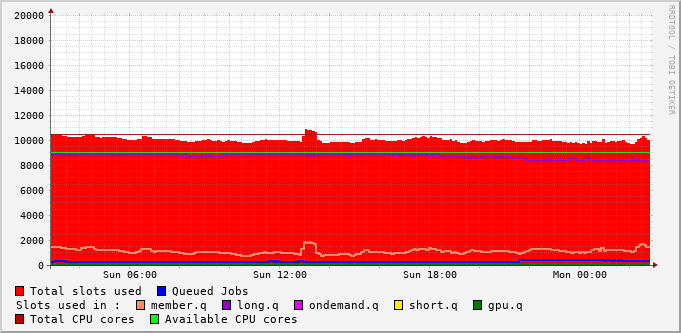 20000
18000
16000
14000
12000
10000
8000
6000
4000
2000
0
Sun 06:00 Sun 12:00 Sun 18:00 Mon 00:00
RRDTOOL / TOBI OETIKER
Total slots used Queued Jobs
Slots used in : member.q long.q ondemand.q short.q gpu.q
Total CPU cores Available CPU cores